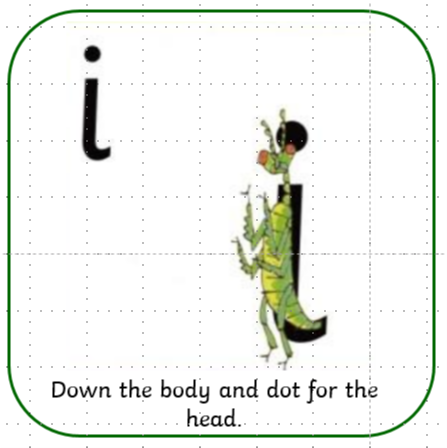 i
i
Down the body and dot for the
head.